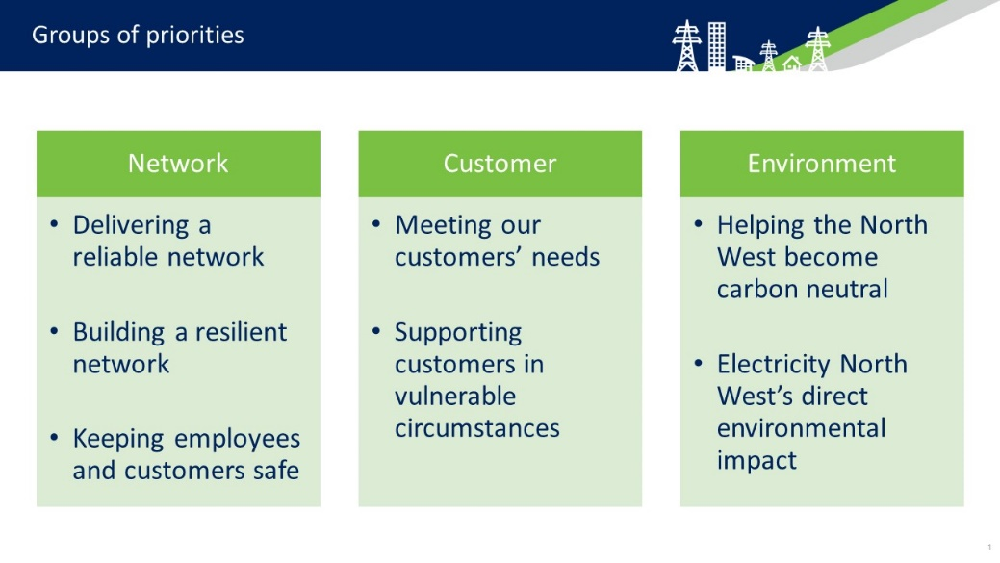 Groups of priorities
Network
• Delivering a
reliable network
• Building a resilient
network
• Keeping employees
and customers safe
Customer
• Meeting our
customers’ needs
• Supporting
customers in
vulnerable
circumstances
Environment
• Helping the North
West become
carbon neutral
• Electricity North
West’s direct
environmental
impact
1